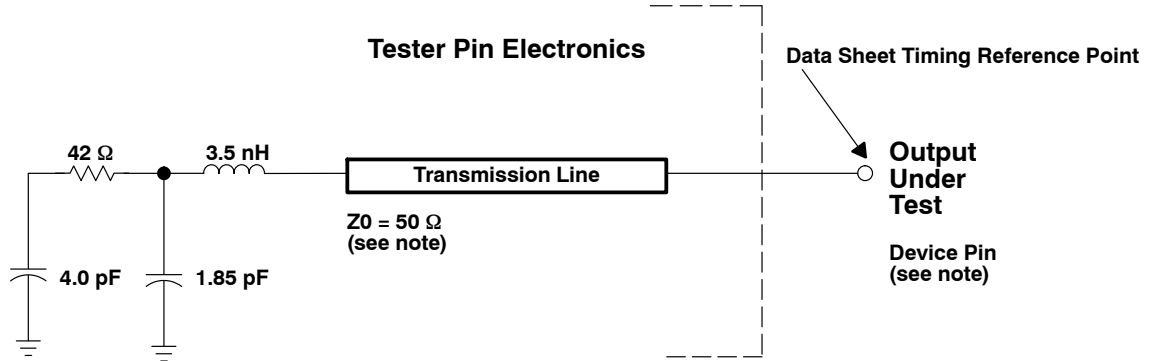 Tester Pin Electronics
Data Sheet Timing Reference Point
42 Ω
3.5 nH
Transmission Line
Output
Under
Test
Z0 = 50 Ω
(see note)
Device Pin
(see note)
4.0 pF
1.85 pF